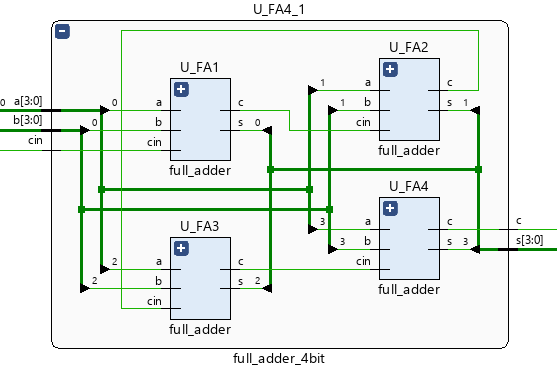 U_FA4_1
U_FA1
a c
b s
cin
full_adder
U_FA2
a c
b s
cin
full_adder
U_FA3
a c
b s
cin
full_adder
U_FA4
a c
b s
cin
full_adder
0 a[3:0]
b[3:0]
cin
0
0
0
1
1
1
2
2
2
3
3
3
c
s[3:0]
full_adder_4bit